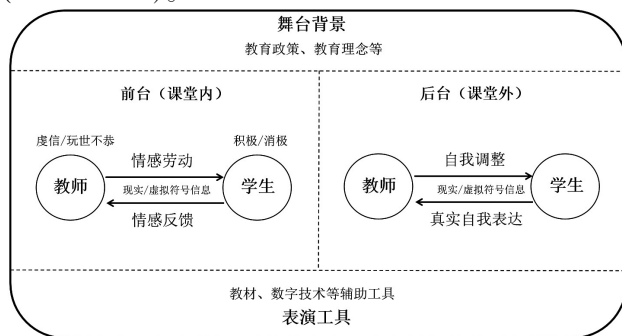 舞台背景
教育政策、教育理念等
前台（课堂内）
虔信/玩世不恭
积极/消极
教师
情感劳动
现实/虚拟符号信息
情感反馈
学生
后台（课堂外）
教师
自我调整
现实/虚拟符号信息
真实自我表达
学生
教材、数字技术等辅助工具
表演工具